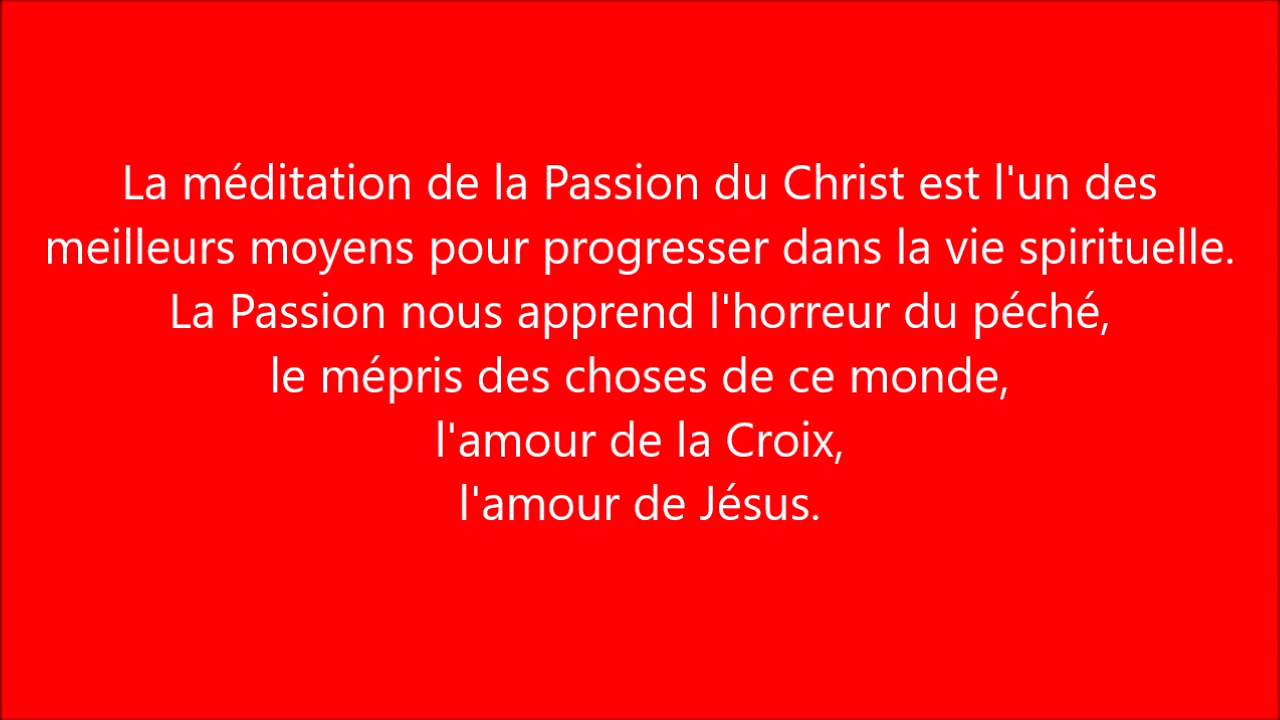 La méditation de la Passion du Christ est l'un des
meilleurs moyens pour progresser dans la vie spirituelle.
La Passion nous apprend l'horreur du péché,
le mépris des choses de ce monde,
l'amour de la Croix,
l'amour de Jésus.